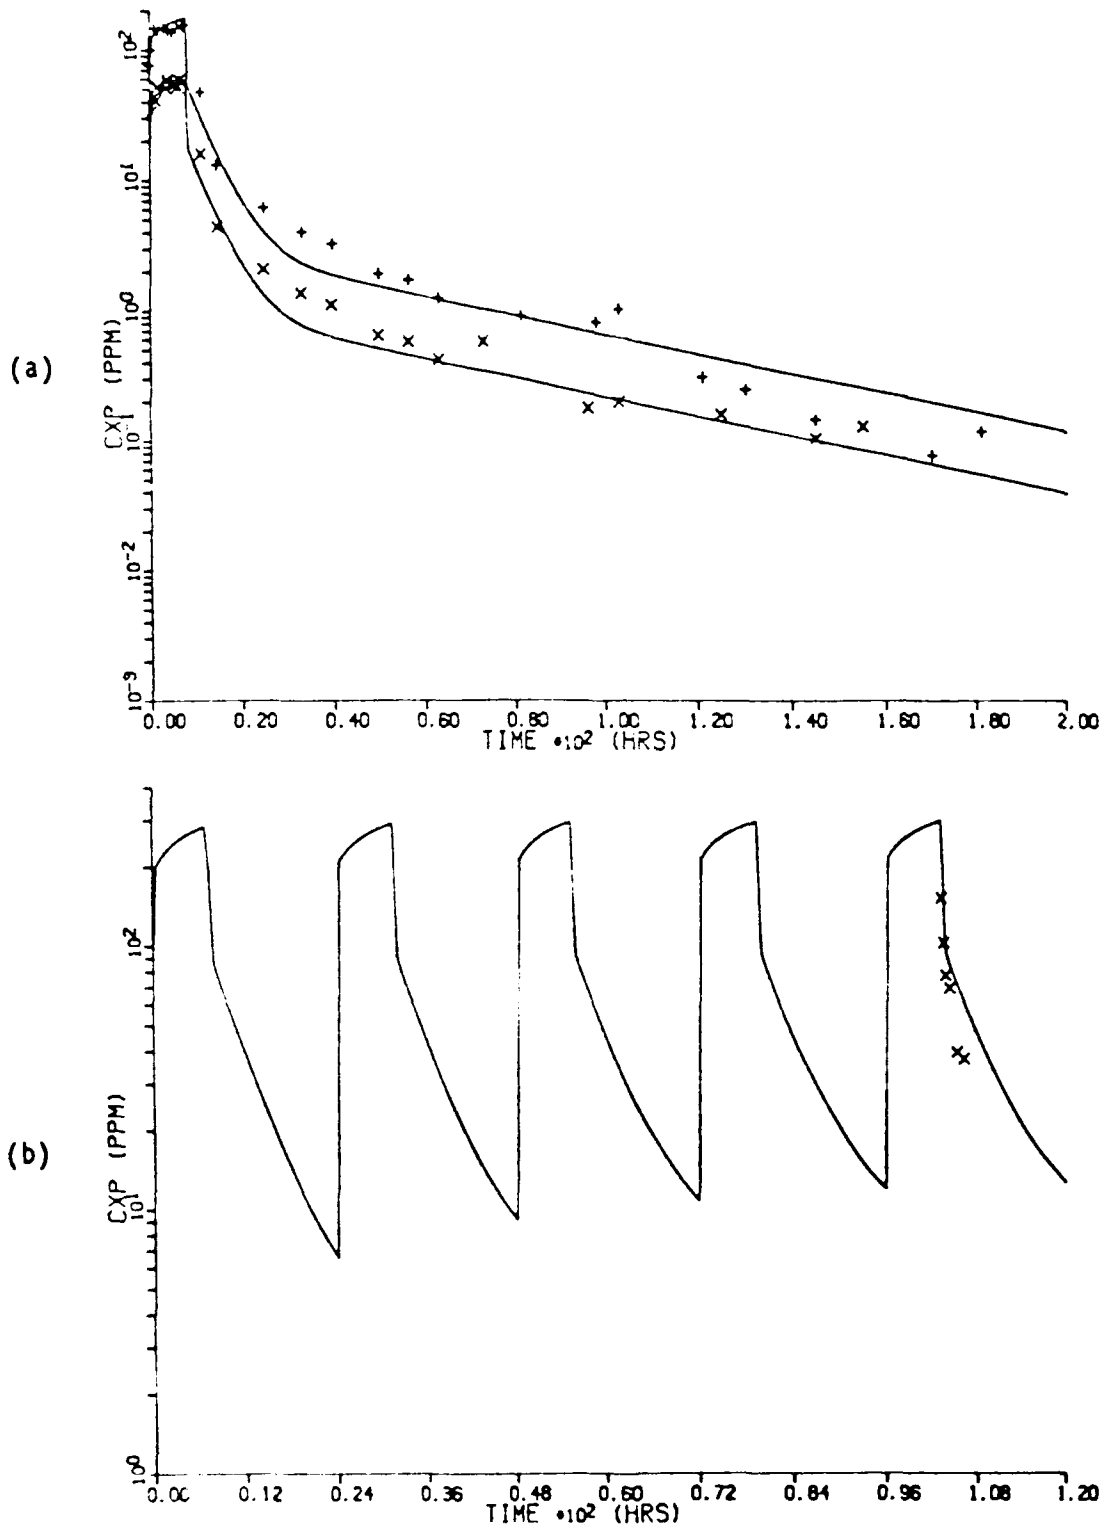 (a)
CXP (PPM)
10²
10¹
10⁰
10⁻¹
10⁻²
10⁻³
0.00 0.20 0.40 0.60 0.80 1.00 1.20 1.40 1.60 1.80 2.00
TIME *10² (HRS)
(b)
CXP (PPM)
10²
10¹
10⁰
0.00 0.12 0.24 0.36 0.48 0.60 0.72 0.84 0.96 1.08 1.20
TIME *10² (HRS)